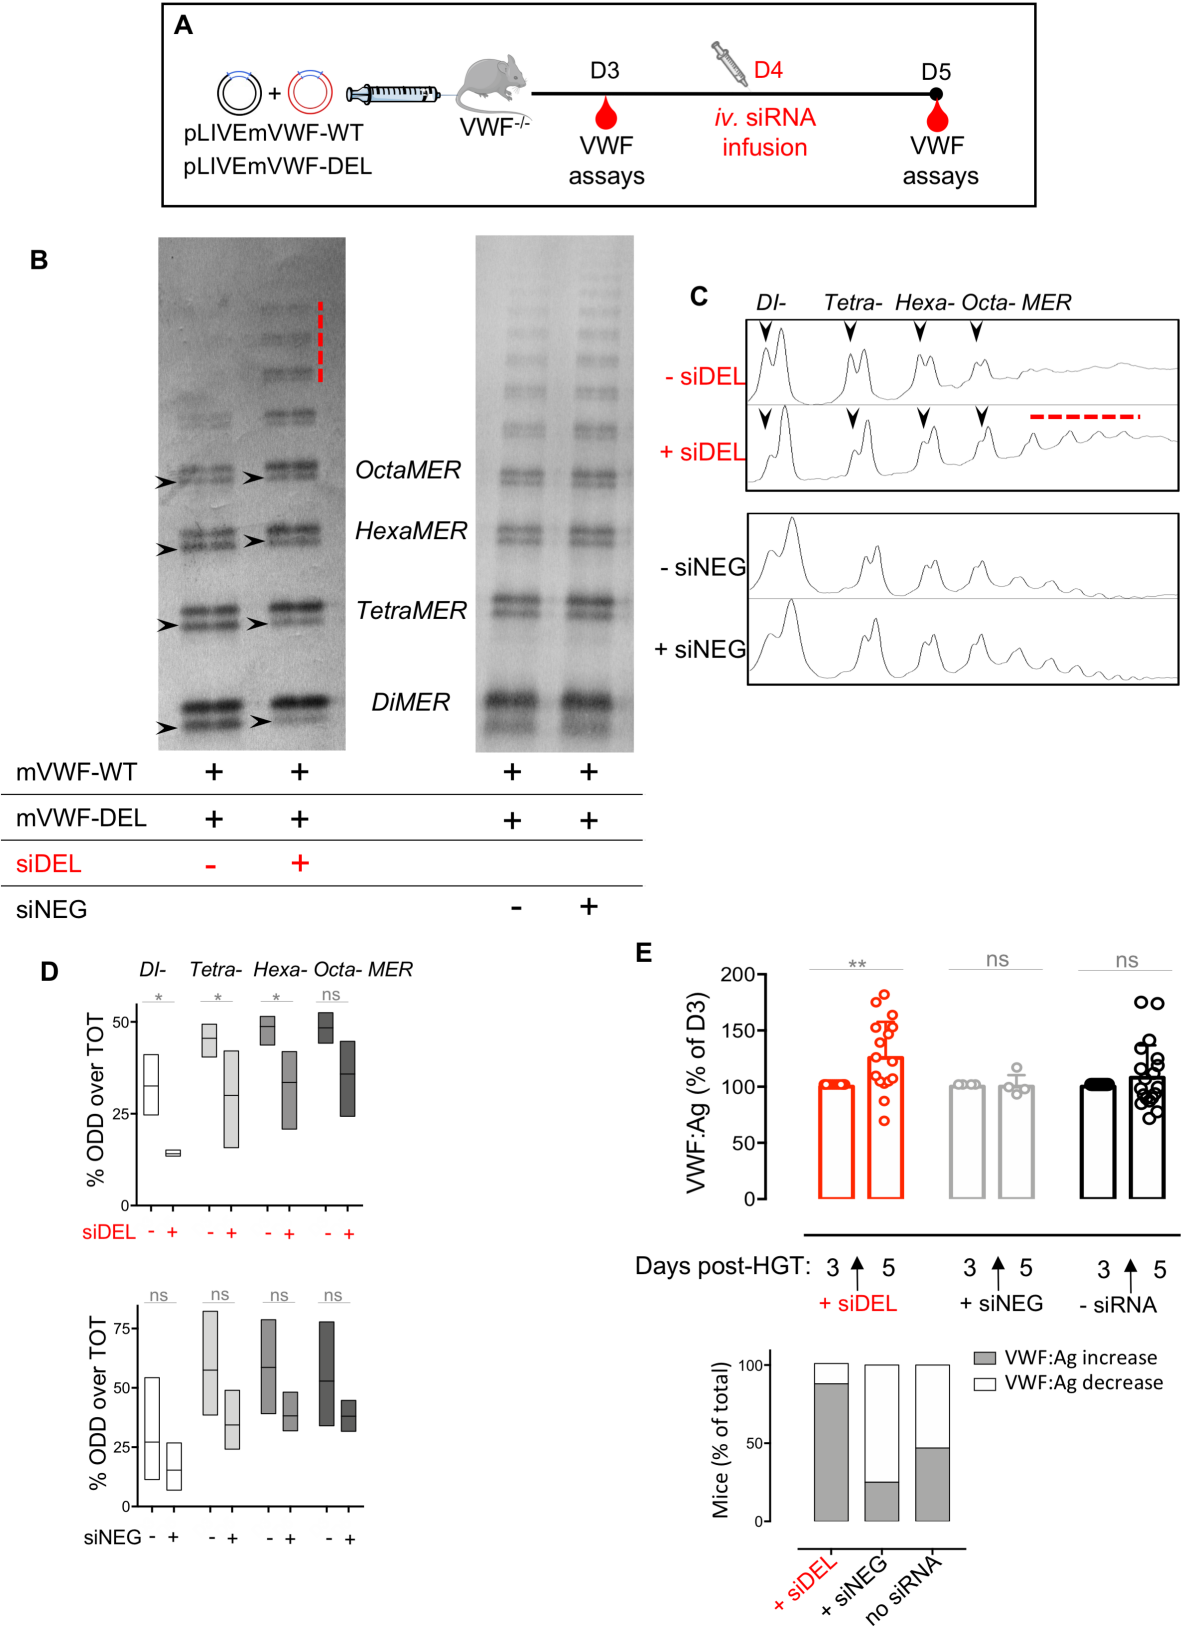 A
D3
D4
D5
+
pLIVEmVWF-WT
pLIVEmVWF-DEL
VWF-/-
iv. siRNA
infusion
VWF
assays
VWF
assays
B
OctaMER
HexaMER
TetraMER
DiMER
mVWF-WT + + + +
mVWF-DEL + + + +
siDEL - +
siNEG - +
C
DI- Tetra- Hexa- Octa- MER
- siDEL
+ siDEL
- siNEG
+ siNEG
D
DI- Tetra- Hexa- Octa- MER
* * * ns
% ODD over TOT
50
25
0
siDEL - + - + - + - +
ns ns ns ns
% ODD over TOT
75
50
25
0
siNEG - + - + - + - +
E
** ns ns
VWF:Ag (% of D3)
200
150
100
50
0
Days post-HGT: 3 5 3 5 3 5
+ siDEL + siNEG - siRNA
Mice (% of total)
100
50
0
VWF:Ag increase
VWF:Ag decrease
+ siDEL
+ siNEG
no siRNA